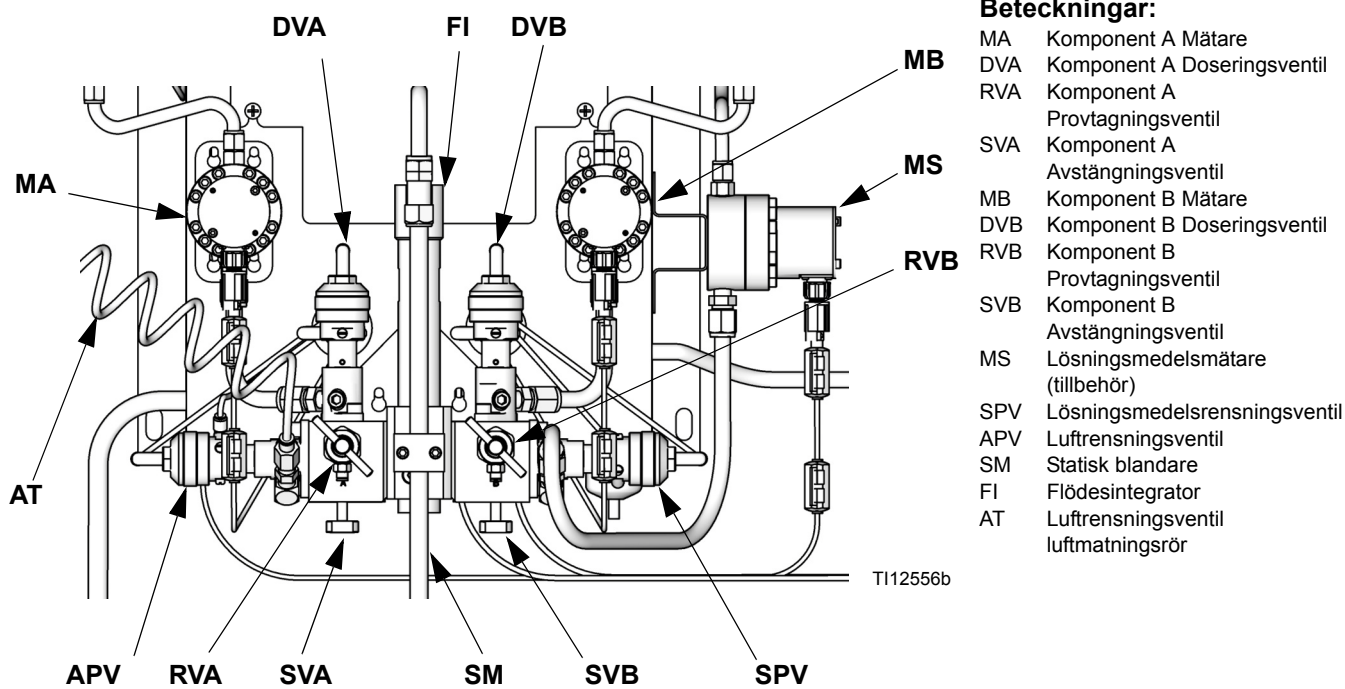 DVA FI DVB
MB
MA
MS
RVB
AT
TI12556b
APV RVA SVA SM SVB SPV
Beteckningar:
MA Komponent A Mätare
DVA Komponent A Doseringsventil
RVA Komponent A
Provtagningsventil
SVA Komponent A
Avstängningsventil
MB Komponent B Mätare
DVB Komponent B Doseringsventil
RVB Komponent B
Provtagningsventil
SVB Komponent B
Avstängningsventil
MS Lösningsmedelsmätare
(tillbehör)
SPV Lösningsmedelsrensningsventil
APV Luftrensningsventil
SM Statisk blandare
FI Flödesintegrator
AT Luftrensningsventil
luftmatningsrör